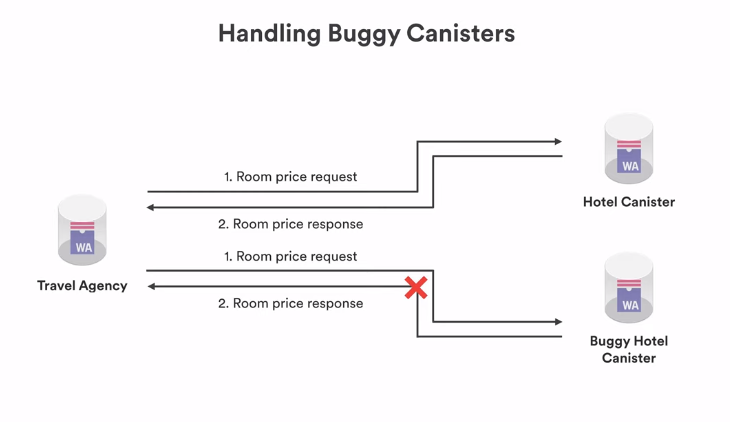 Handling Buggy Canisters
1. Room price request
WA
Hotel Canister
2. Room price response
WA
Travel Agency
1. Room price request
2. Room price response
WA
Buggy Hotel
Canister